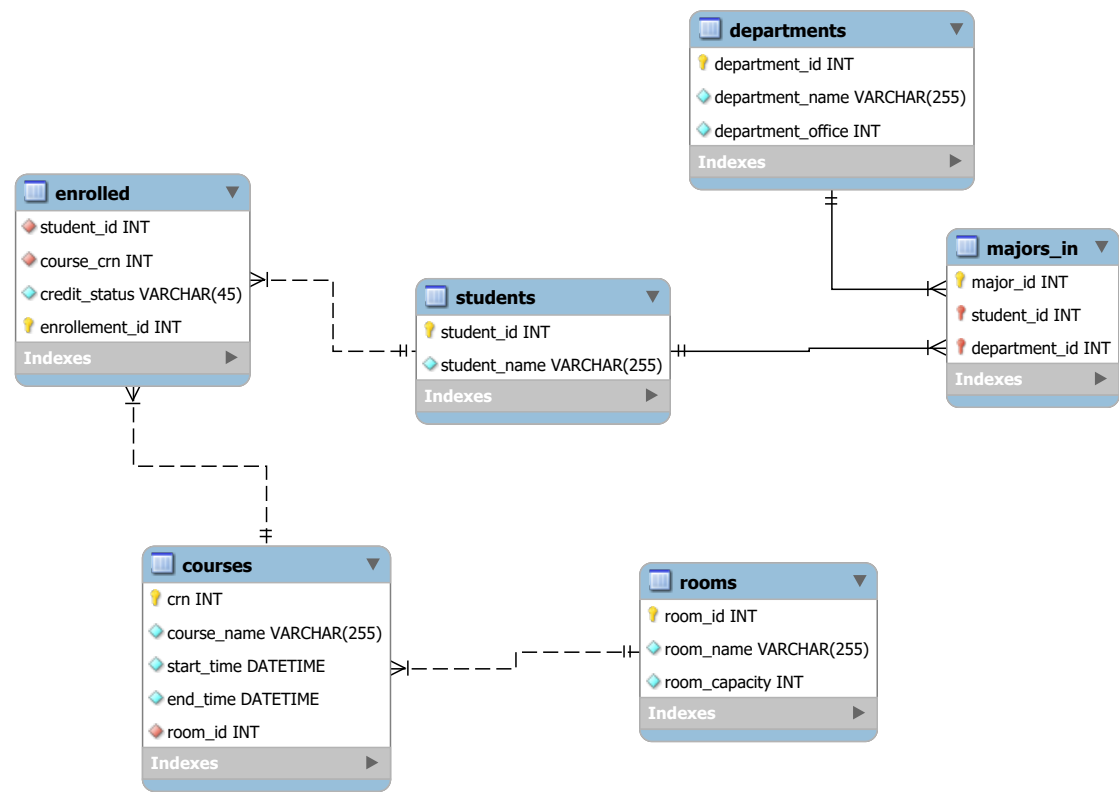 departments
department_id INT
department_name VARCHAR(255)
department_office INT
Indexes
enrolled
student_id INT
course_crn INT
credit_status VARCHAR(45)
enrollement_id INT
Indexes
students
student_id INT
student_name VARCHAR(255)
Indexes
majors_in
major_id INT
student_id INT
department_id INT
Indexes
courses
crn INT
course_name VARCHAR(255)
start_time DATETIME
end_time DATETIME
room_id INT
Indexes
rooms
room_id INT
room_name VARCHAR(255)
room_capacity INT
Indexes